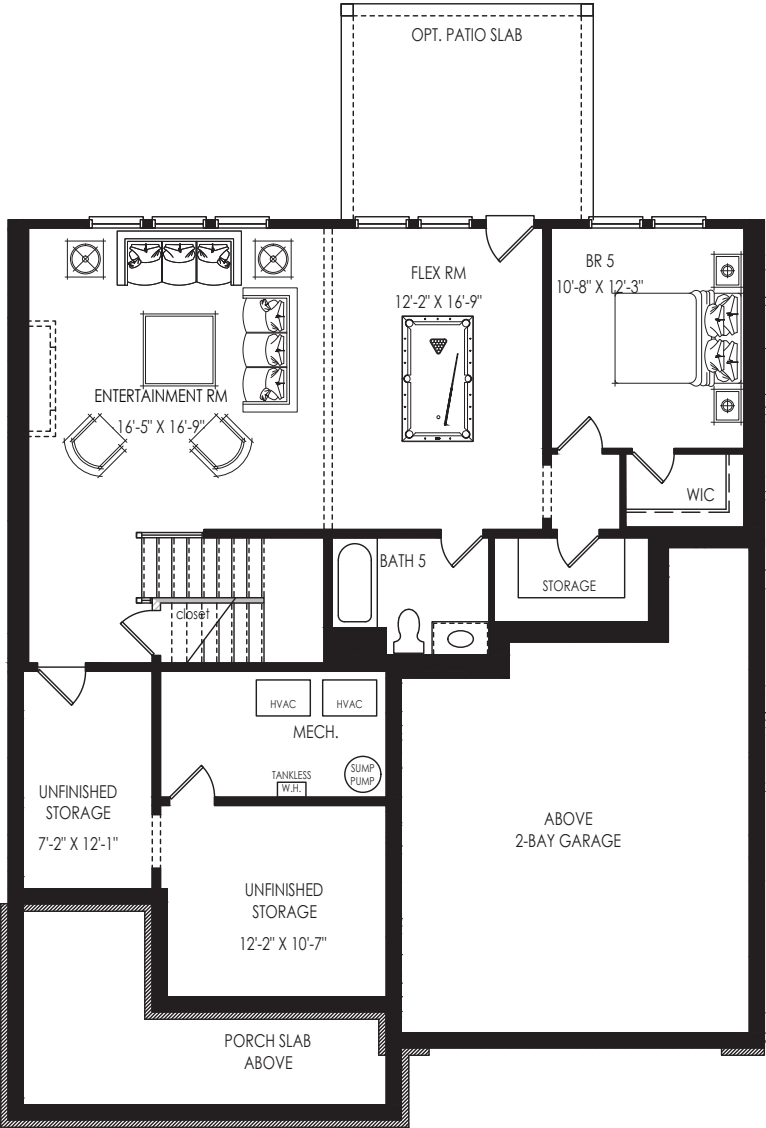 OPT. PATIO SLAB
FLEX RM
12'-2" X 16'-9"
BR 5
10'-8" X 12'-3"
ENTERTAINMENT RM
16'-5" X 16'-9"
WIC
BATH 5
STORAGE
closet
HVAC
HVAC
MECH.
TANKLESS
W.H.
SUMP
PUMP
UNFINISHED
STORAGE
7'-2" X 12'-1"
ABOVE
2-BAY GARAGE
UNFINISHED
STORAGE
12'-2" X 10'-7"
PORCH SLAB
ABOVE